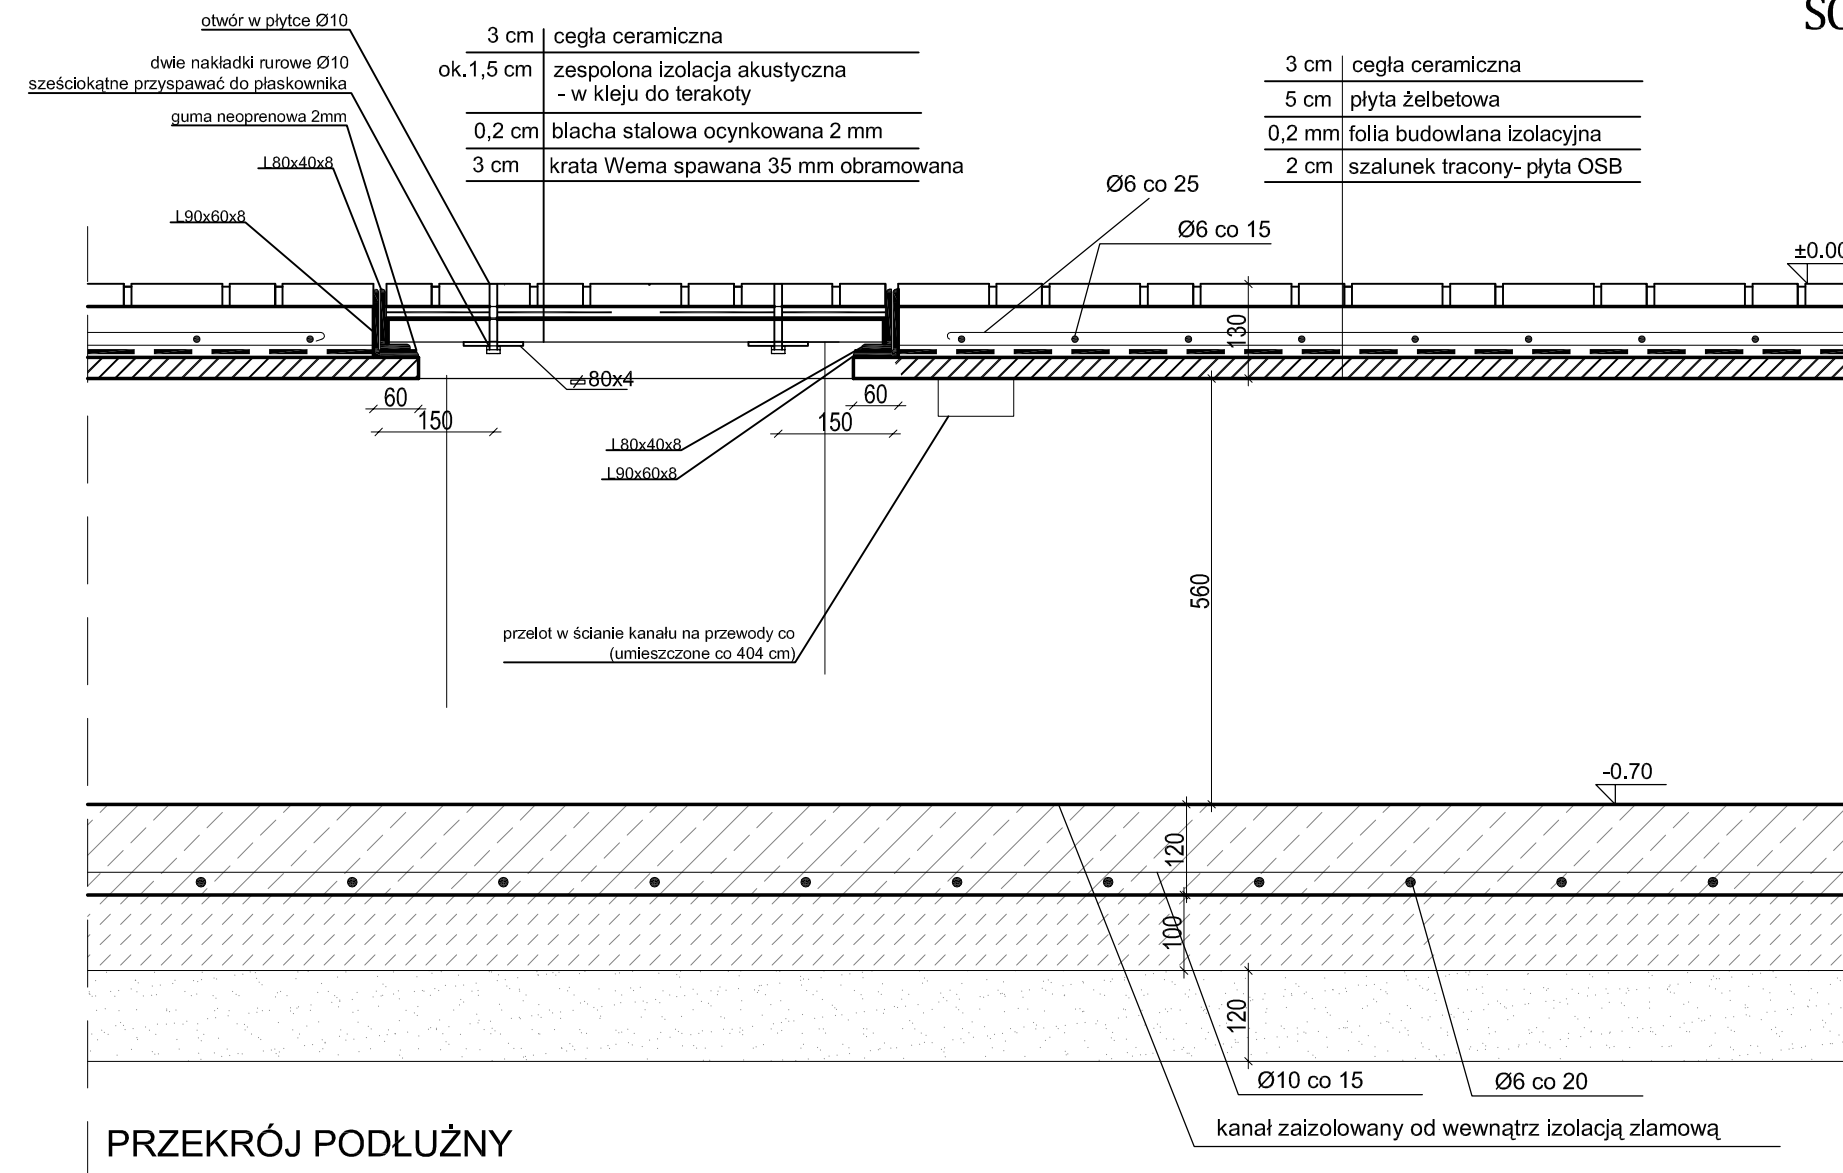 SC
otwór w płytce Ø10
dwie nakładki rurowe Ø10
sześciokątne przyspawać do płaskownika
guma neoprenowa 2mm
L80x40x8
L90x60x8
3 cm cegła ceramiczna
ok.1,5 cm zespolona izolacja akustyczna
- w kleju do terakoty
0,2 cm blacha stalowa ocynkowana 2 mm
3 cm krata Wema spawana 35 mm obramowana
3 cm cegła ceramiczna
5 cm płyta żelbetowa
0,2 mm folia budowlana izolacyjna
2 cm szalunek tracony- płyta OSB
Ø6 co 25
Ø6 co 15
±0.00
130
80x4
60
150
60
150
L80x40x8
L90x60x8
560
przelot w ścianie kanału na przewody co
(umieszczone co 404 cm)
-0.70
120
100
120
Ø10 co 15
Ø6 co 20
kanał zaizolowany od wewnątrz izolacją zlamową
PRZEKRÓJ PODŁUŻNY